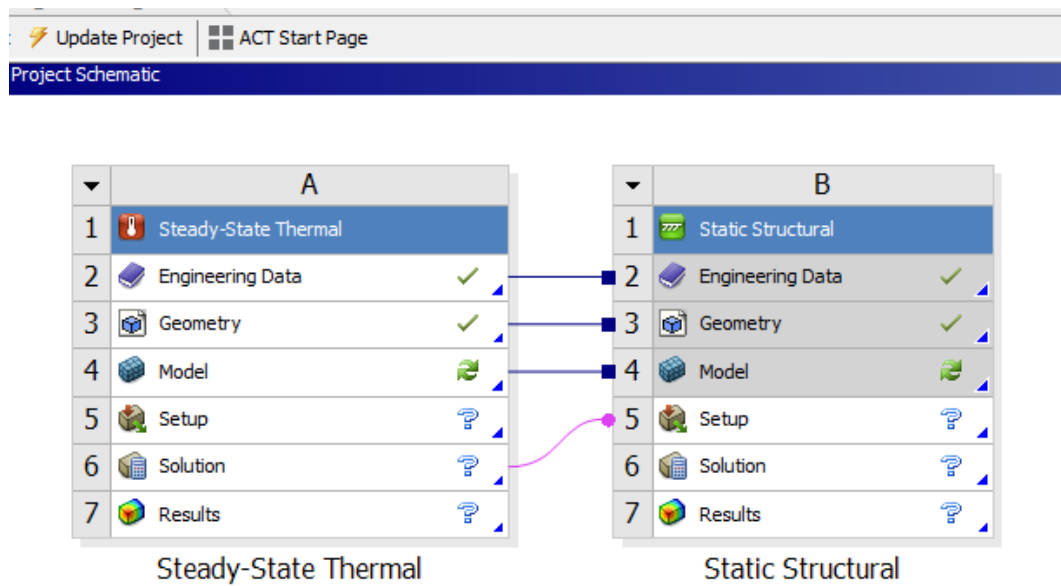 Update Project ACT Start Page
Project Schematic
A
1 Steady-State Thermal
2 Engineering Data
3 Geometry
4 Model
5 Setup
6 Solution
7 Results
Steady-State Thermal
B
1 Static Structural
2 Engineering Data
3 Geometry
4 Model
5 Setup
6 Solution
7 Results
Static Structural